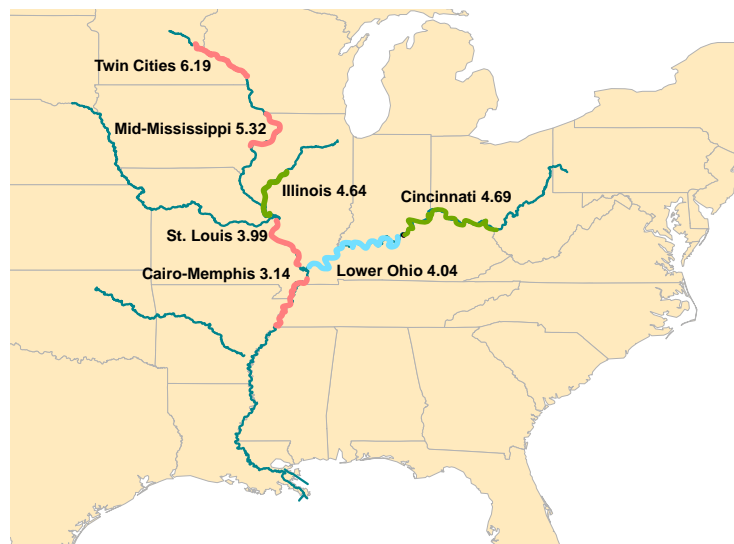 Twin Cities 6.19
Mid-Mississippi 5.32
Illinois 4.64
Cincinnati 4.69
St. Louis 3.99
Cairo-Memphis 3.14
Lower Ohio 4.04